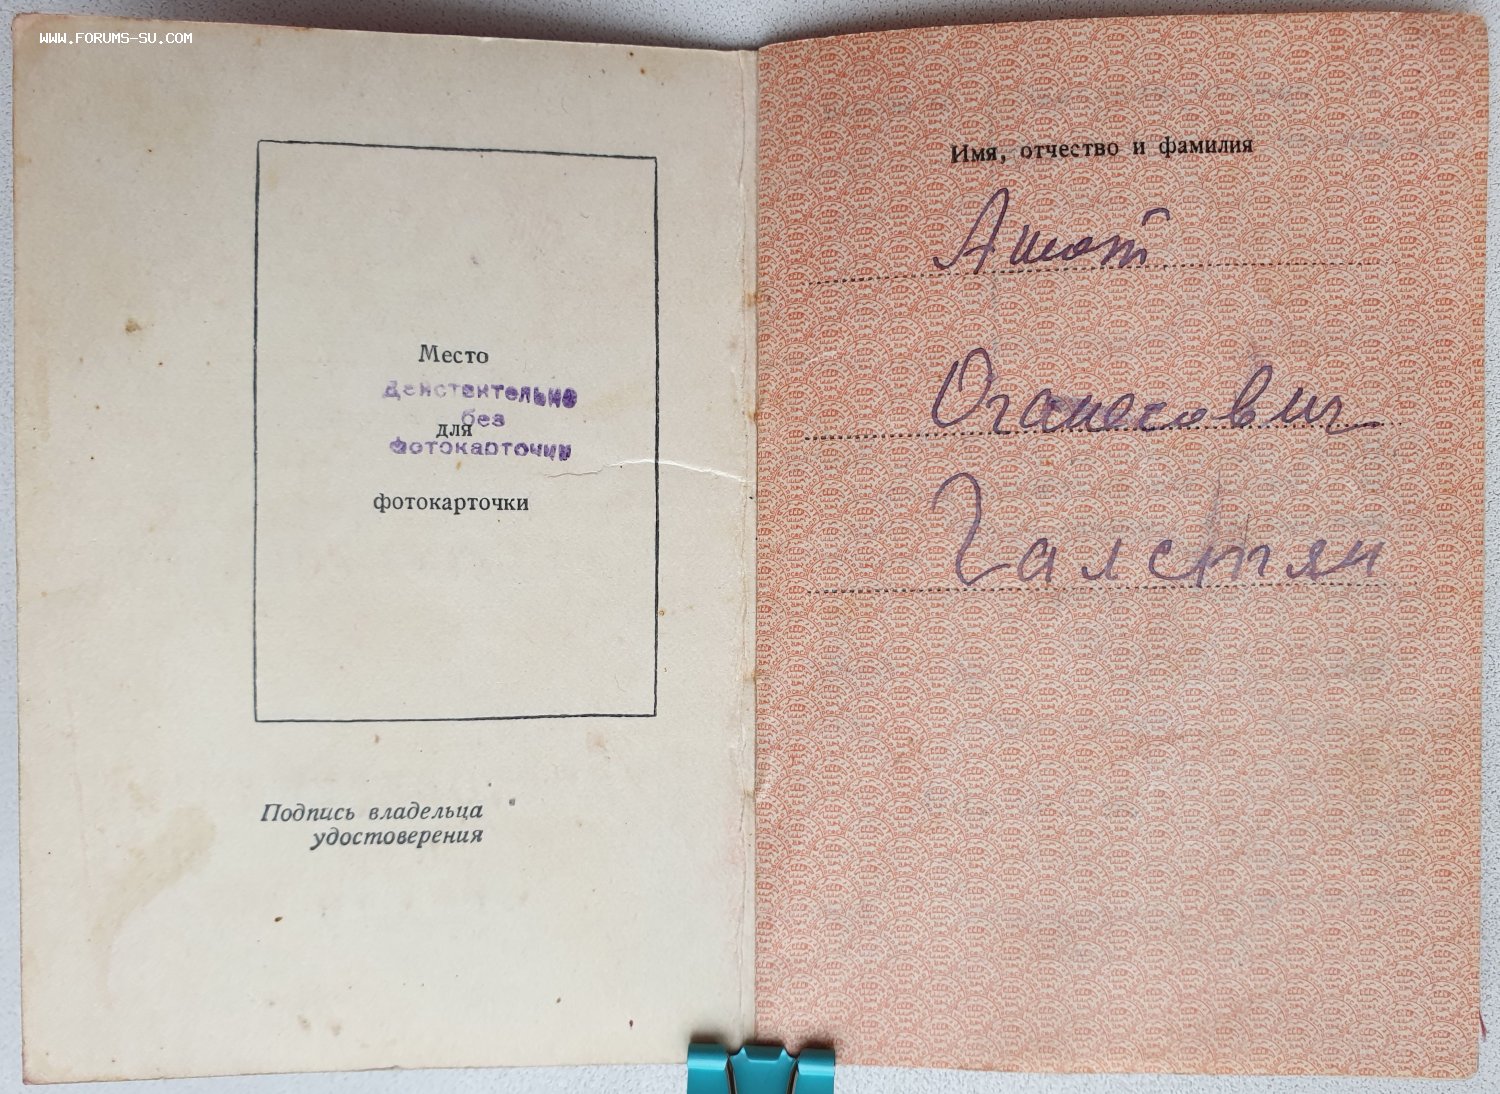 WWW.FORUMS-SU.COM
Место
Действительно
без
для
фотокарточки
фотокарточки
Подпись владельца
удостоверения
Имя, отчество и фамилия
Ашот
Оганесович
Галстян